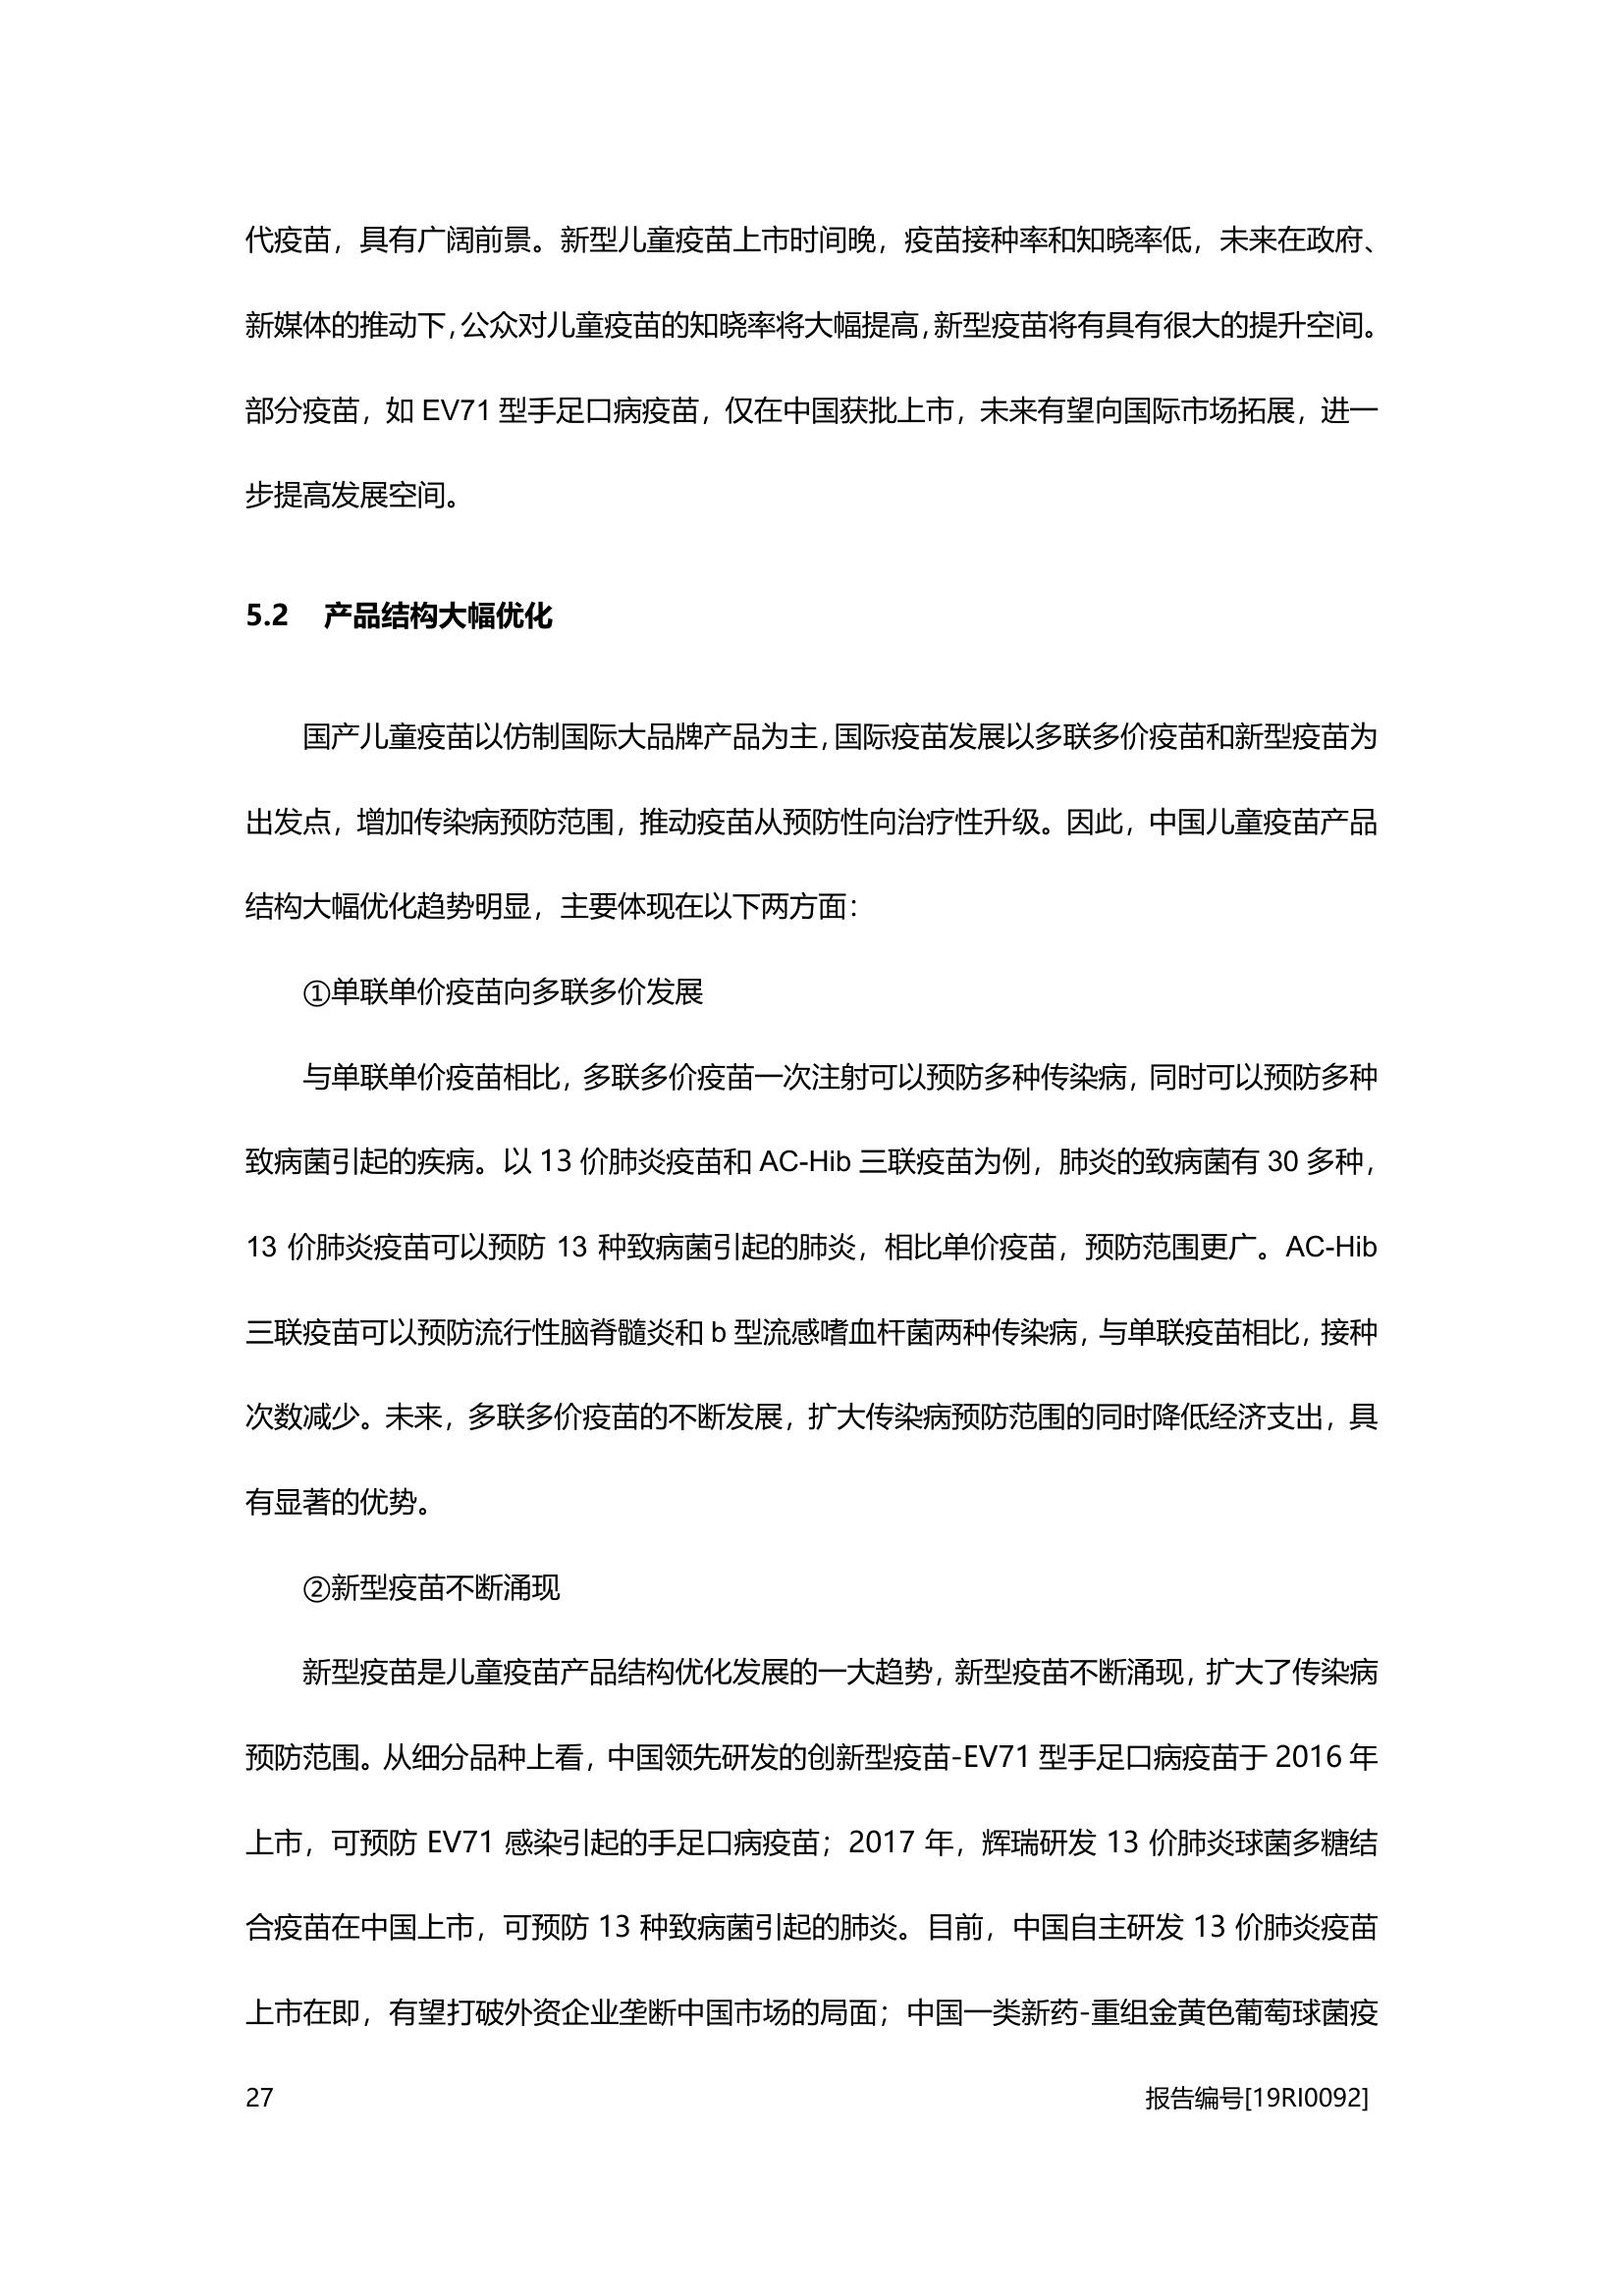 代疫苗，具有广阔前景。新型儿童疫苗上市时间晚，疫苗接种率和知晓率低，未来在政府、
新媒体的推动下，公众对儿童疫苗的知晓率将大幅提高，新型疫苗将有具有很大的提升空间。
部分疫苗，如 EV71 型手足口病疫苗，仅在中国获批上市，未来有望向国际市场拓展，进一
步提高发展空间。
5.2 产品结构大幅优化
国产儿童疫苗以仿制国际大品牌产品为主，国际疫苗发展以多联多价疫苗和新型疫苗为
出发点，增加传染病预防范围，推动疫苗从预防性向治疗性升级。因此，中国儿童疫苗产品
结构大幅优化趋势明显，主要体现在以下两方面：
①单联单价疫苗向多联多价发展
与单联单价疫苗相比，多联多价疫苗一次注射可以预防多种传染病，同时可以预防多种
致病菌引起的疾病。以 13 价肺炎疫苗和 AC-Hib 三联疫苗为例，肺炎的致病菌有 30 多种，
13 价肺炎疫苗可以预防 13 种致病菌引起的肺炎，相比单价疫苗，预防范围更广。AC-Hib
三联疫苗可以预防流行性脑脊髓炎和 b 型流感嗜血杆菌两种传染病，与单联疫苗相比，接种
次数减少。未来，多联多价疫苗的不断发展，扩大传染病预防范围的同时降低经济支出，具
有显著的优势。
②新型疫苗不断涌现
新型疫苗是儿童疫苗产品结构优化发展的一大趋势，新型疫苗不断涌现，扩大了传染病
预防范围。从细分品种上看，中国领先研发的创新型疫苗-EV71 型手足口病疫苗于 2016 年
上市，可预防 EV71 感染引起的手足口病疫苗；2017 年，辉瑞研发 13 价肺炎球菌多糖结
合疫苗在中国上市，可预防 13 种致病菌引起的肺炎。目前，中国自主研发 13 价肺炎疫苗
上市在即，有望打破外资企业垄断中国市场的局面；中国一类新药-重组金黄色葡萄球菌疫
27 报告编号[19RI0092]